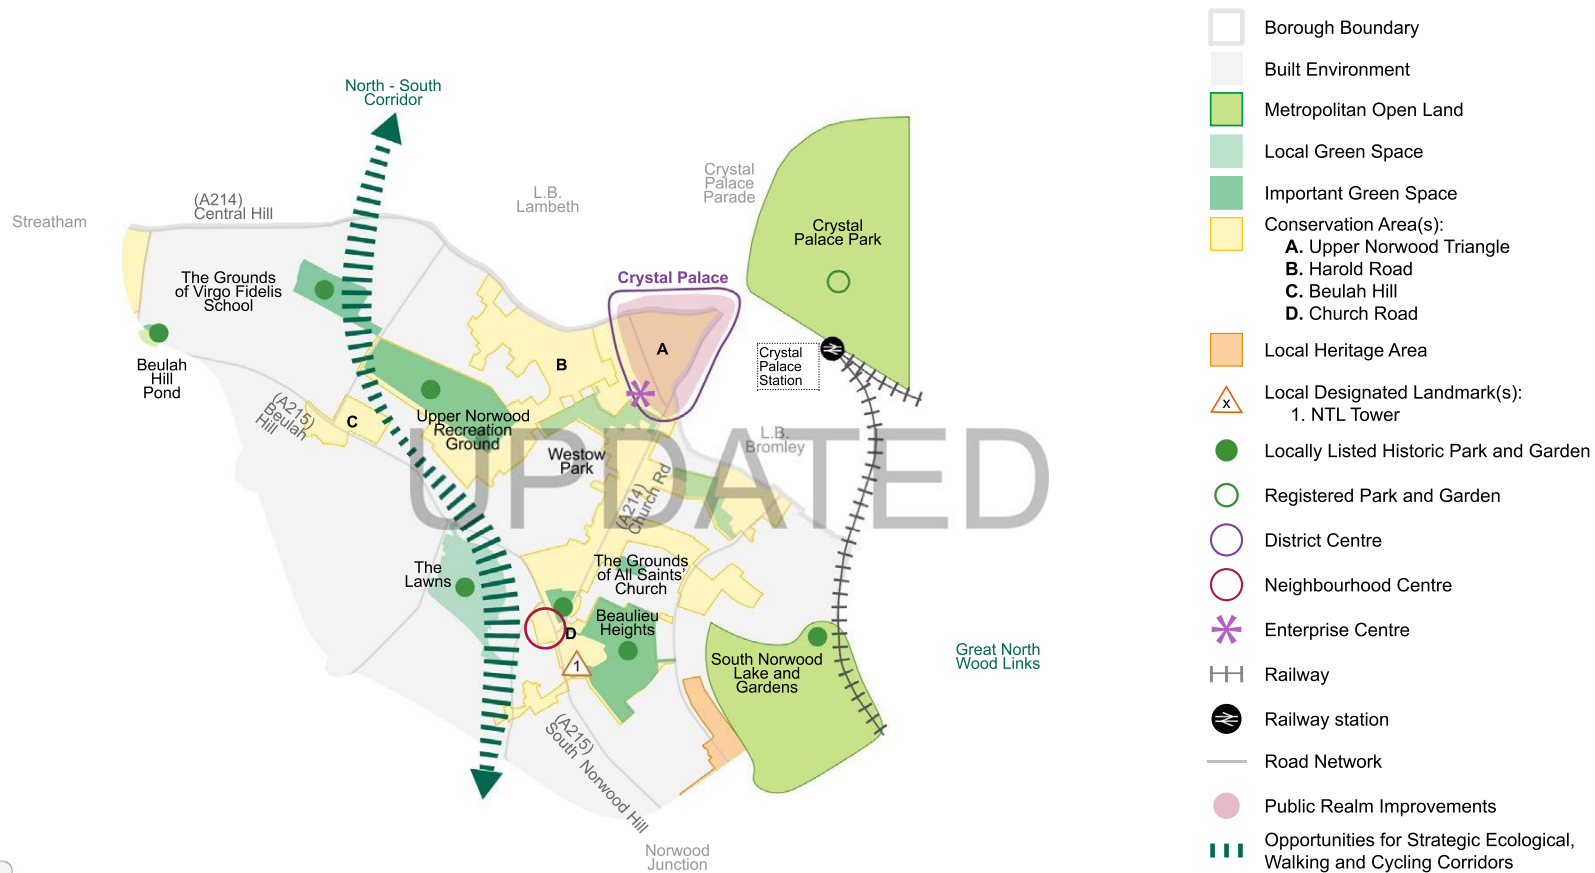 North - South
Corridor
(A214)
Central Hill
Streatham
L.B.
Lambeth
Crystal
Palace
Parade
Crystal
Palace Park
The Grounds
of Virgo Fidelis
School
Crystal Palace
A
B
Crystal
Palace
Station
Beulah
Hill
Pond
(A215)
Beulah
Hill
C
Upper Norwood
Recreation
Ground
L.B.
Bromley
Westow
Park
UPDATED
(A214)
Church Rd
The
Lawns
The Grounds
of All Saints'
Church
Beaulieu
Heights
D
1
South Norwood
Lake and
Gardens
Great North
Wood Links
(A215)
South Norwood Hill
Norwood
Junction
Borough Boundary
Built Environment
Metropolitan Open Land
Local Green Space
Important Green Space
Conservation Area(s):
A. Upper Norwood Triangle
B. Harold Road
C. Beulah Hill
D. Church Road
Local Heritage Area
x
Local Designated Landmark(s):
1. NTL Tower
Locally Listed Historic Park and Garden
Registered Park and Garden
District Centre
Neighbourhood Centre
Enterprise Centre
Railway
Railway station
Road Network
Public Realm Improvements
Opportunities for Strategic Ecological,
Walking and Cycling Corridors